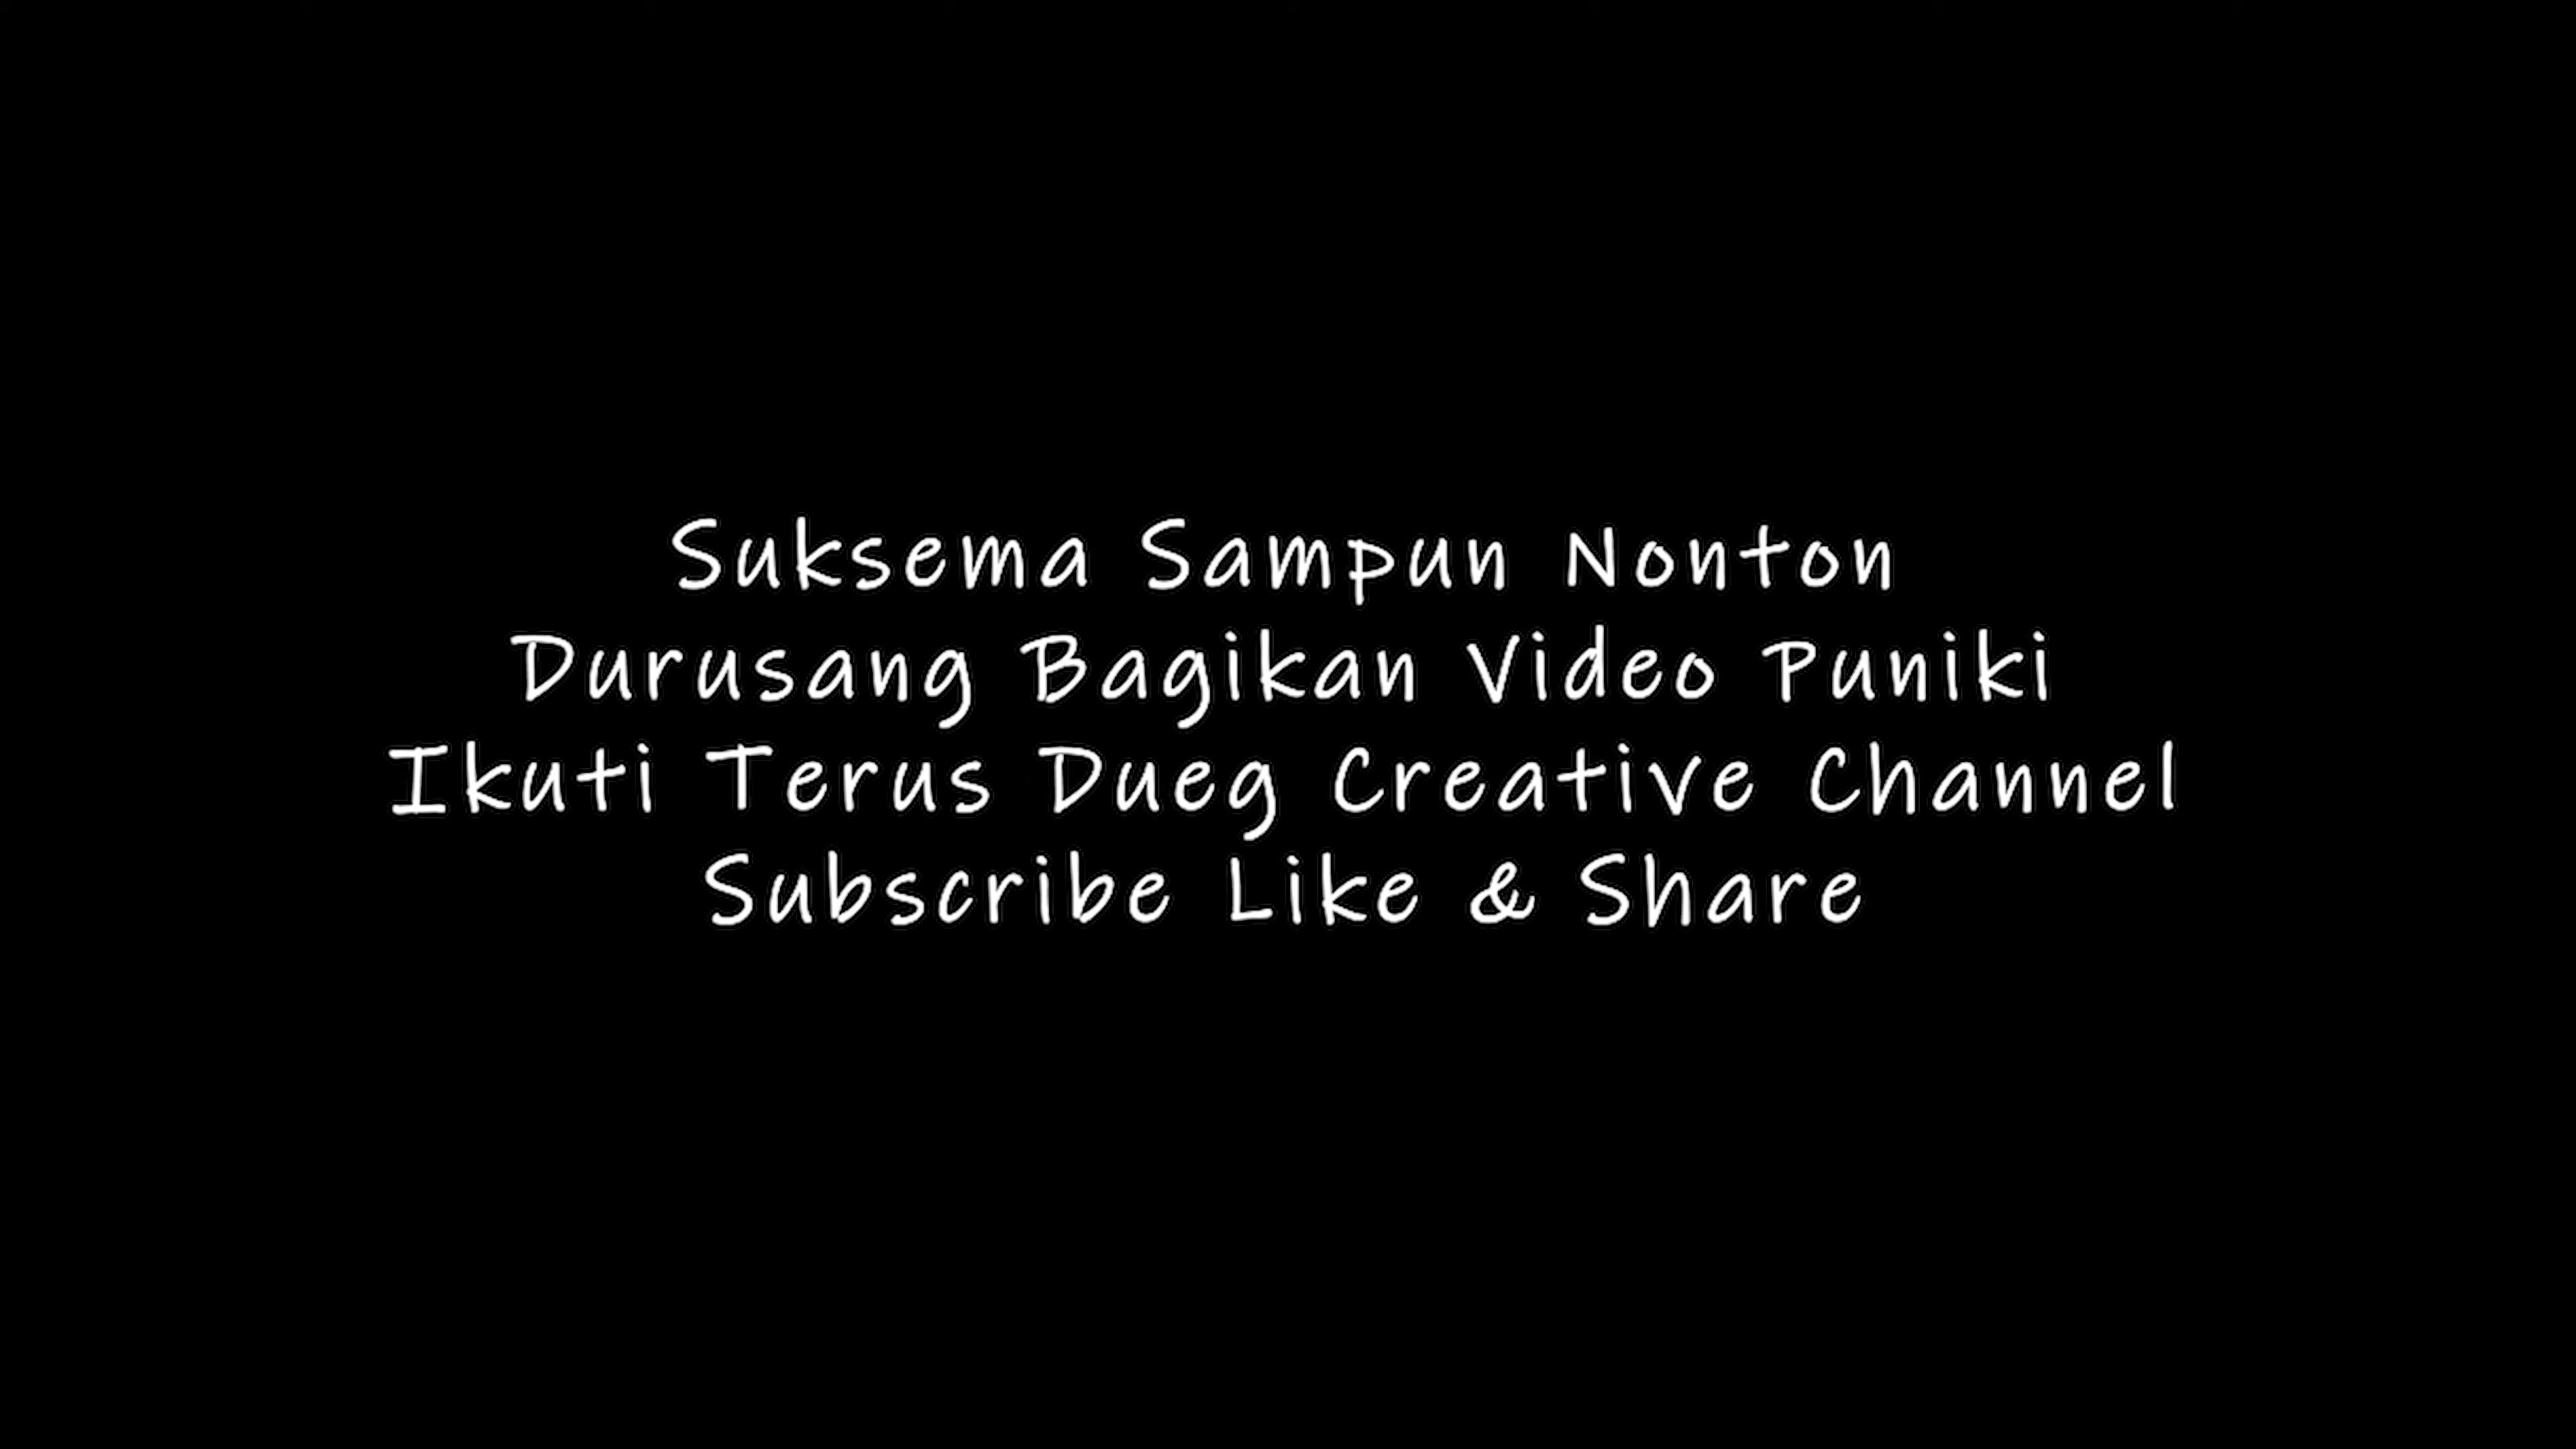 Suksema Sampun Nonton
Durusang Bagikan Video Puniki
Ikuti Terus Dueg Creative Channel
Subscribe Like & Share